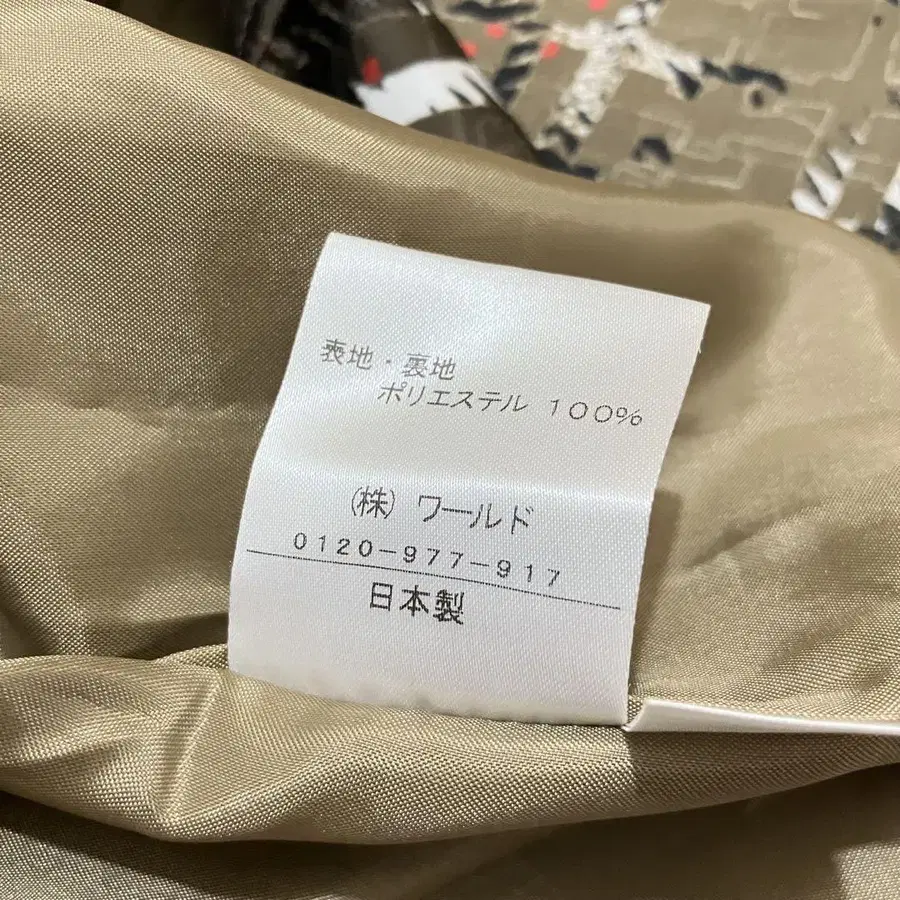 表地・裏地
ポリエステル 100%
(株) ワールド
0120-977-917
日本製